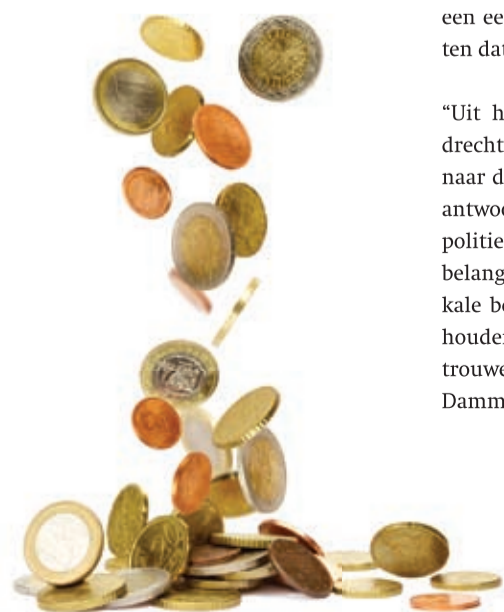 een ee
ten dat
“Uit h
drecht
naar d
antwoo
politie
belang
kale be
houder
trouwe
Damm